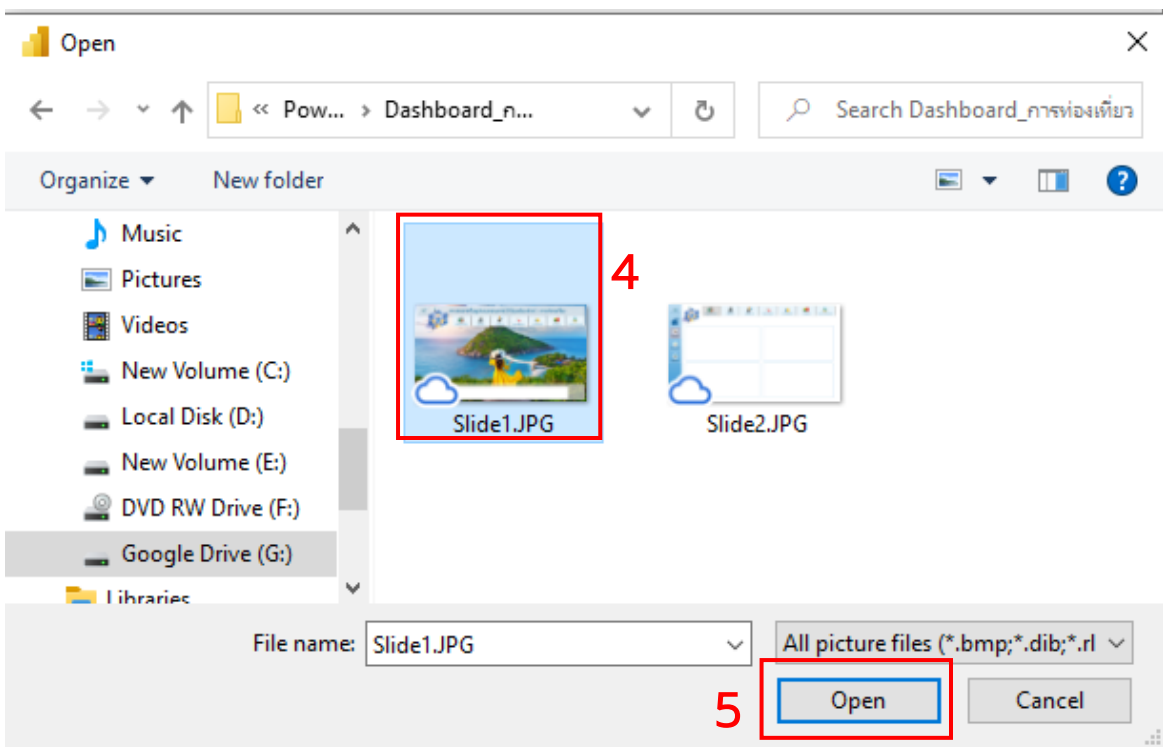 Open
« Pow... > Dashboard_ก...
Search Dashboard_การท่องเที่ยว
Organize
New folder
?
Music
Pictures
Videos
New Volume (C:)
Local Disk (D:)
New Volume (E:)
DVD RW Drive (F:)
Google Drive (G:)
Libraries
4
Slide1.JPG
Slide2.JPG
File name: Slide1.JPG
All picture files (*.bmp;*.dib;*.rl
5
Open
Cancel